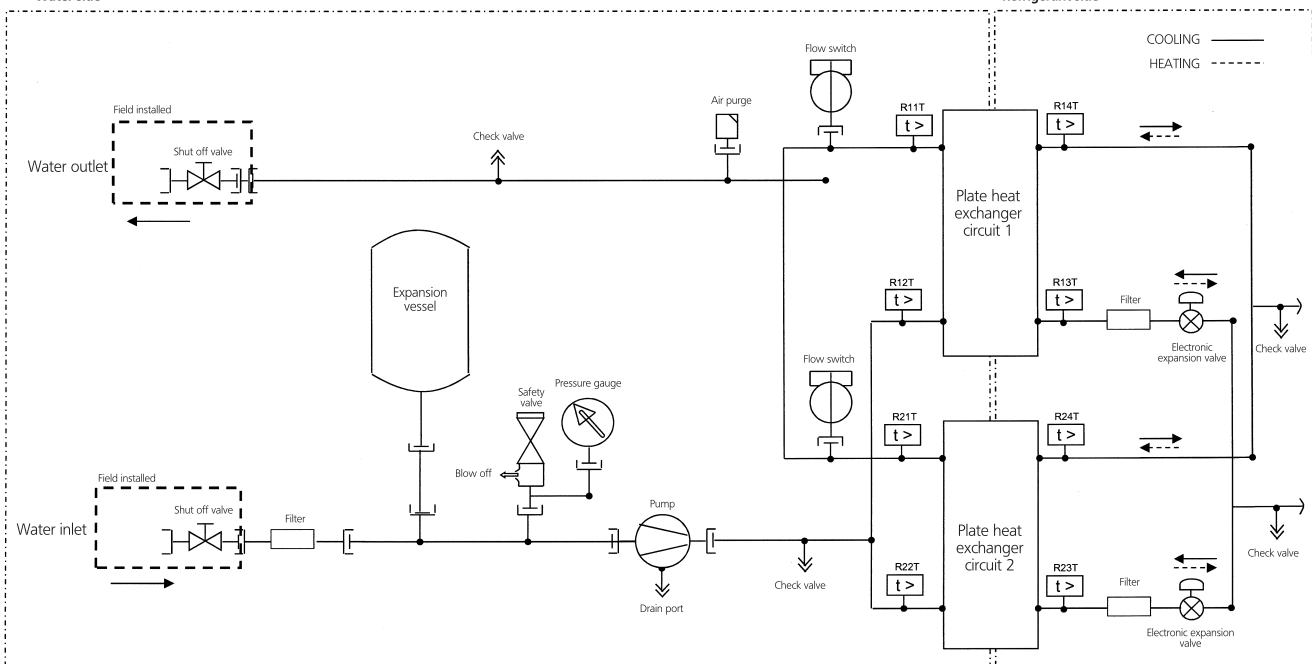 COOLING
HEATING
Flow switch
Air purge
R11T
t >
R14T
t >
Field installed
Check valve
Shut off valve
Water outlet
Plate heat
exchanger
circuit 1
Expansion
vessel
R12T
t >
R13T
t >
Filter
Electronic
expansion valve
Check valve
Flow switch
Pressure gauge
Safety
valve
R21T
t >
R24T
t >
Blow off
Field installed
Shut off valve
Filter
Water inlet
Pump
Plate heat
exchanger
circuit 2
Check valve
R22T
t >
R23T
t >
Filter
Check valve
Drain port
Electronic expansion
valve